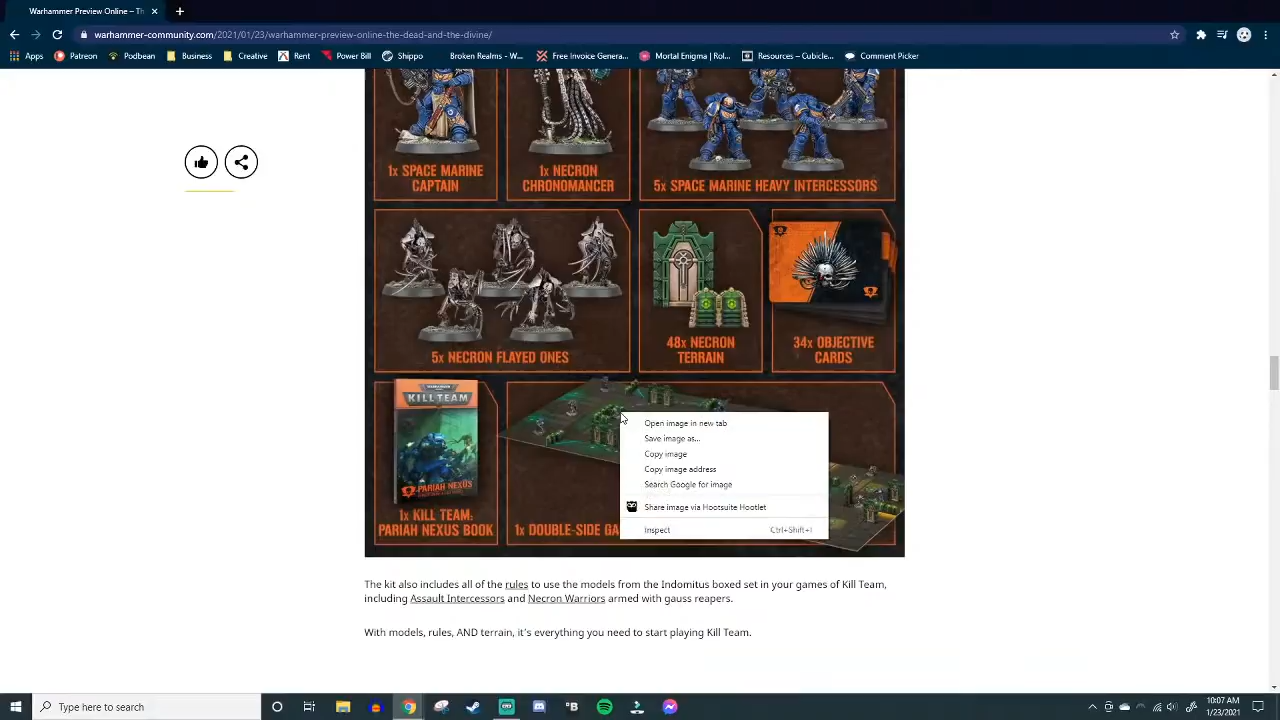 Warhammer Preview Online – Th
warhammer-community.com/2021/01/23/warhammer-preview-online-the-dead-and-the-divine/
Apps Patreon Podbean Business Creative Rent Power Bill Shippo Broken Realms - W... Free Invoice Genera... Mortal Enigma | Rol... Resources – Cubicle... Comment Picker
1x SPACE MARINE
CAPTAIN
1x NECRON
CHRONOMANCER
5x SPACE MARINE HEAVY INTERCESSORS
5x NECRON FLAYED ONES
48x NECRON
TERRAIN
34x OBJECTIVE
CARDS
KILL TEAM
PARIAH NEXUS
1x KILL TEAM:
PARIAH NEXUS BOOK
1x DOUBLE-SIDE GA
Open image in new tab
Save image as...
Copy image
Copy image address
Search Google for image
Share image via Hootsuite Hootlet
Inspect Ctrl+Shift+I
The kit also includes all of the rules to use the models from the Indomitus boxed set in your games of Kill Team,
including Assault Intercessors and Necron Warriors armed with gauss reapers.
With models, rules, AND terrain, it's everything you need to start playing Kill Team.
Type here to search
10:07 AM
1/23/2021